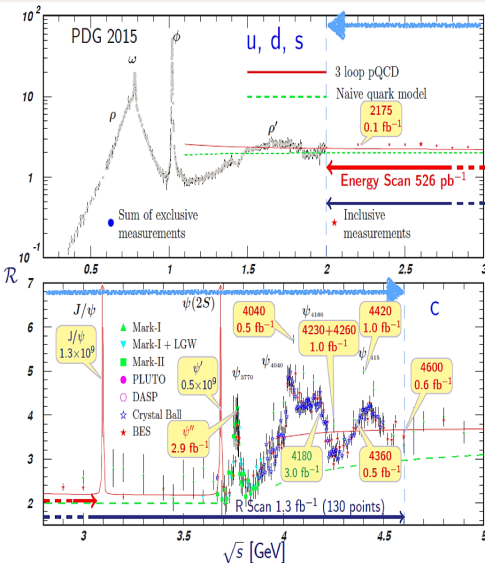 10²
PDG 2015
ϕ
u, d, s
ω
3 loop pQCD
Naive quark model
10
2175
0.1 fb⁻¹
ρ
ρ′
1
Energy Scan 526 pb⁻¹
Sum of exclusive
measurements
Inclusive
measurements
10⁻¹
0.5 1 1.5 2 2.5 3
R
7
6
5
4
3
2
J/ψ
ψ(2S)
c
J/ψ
1.3×10⁹
Mark-I
Mark-I + LGW
Mark-II
PLUTO
DASP
Crystal Ball
BES
ψ′
0.5×10⁹
ψ″
2.9 fb⁻¹
ψ₃₇₇₀
4040
0.5 fb⁻¹
ψ₄₀₄₀
ψ₄₁₆₀
4230+4260
1.0 fb⁻¹
4420
1.0 fb⁻¹
4600
0.6 fb⁻¹
4180
3.0 fb⁻¹
4360
0.5 fb⁻¹
R Scan 1.3 fb⁻¹ (130 points)
3 3.5 4 4.5 5
√s [GeV]